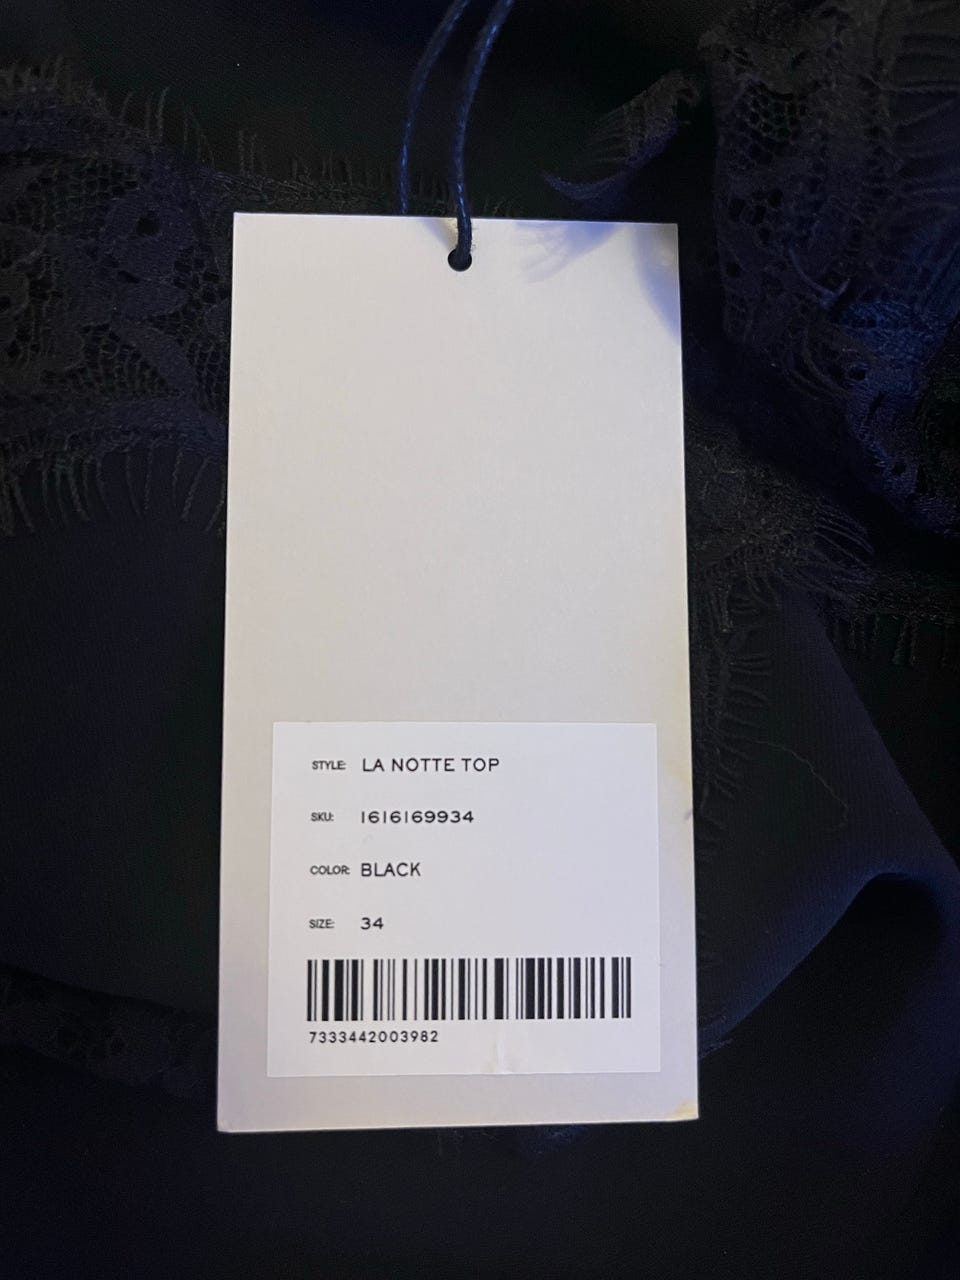 STYLE: LA NOTTE TOP
SKU: 1616169934
COLOR: BLACK
SIZE: 34
7333442003982